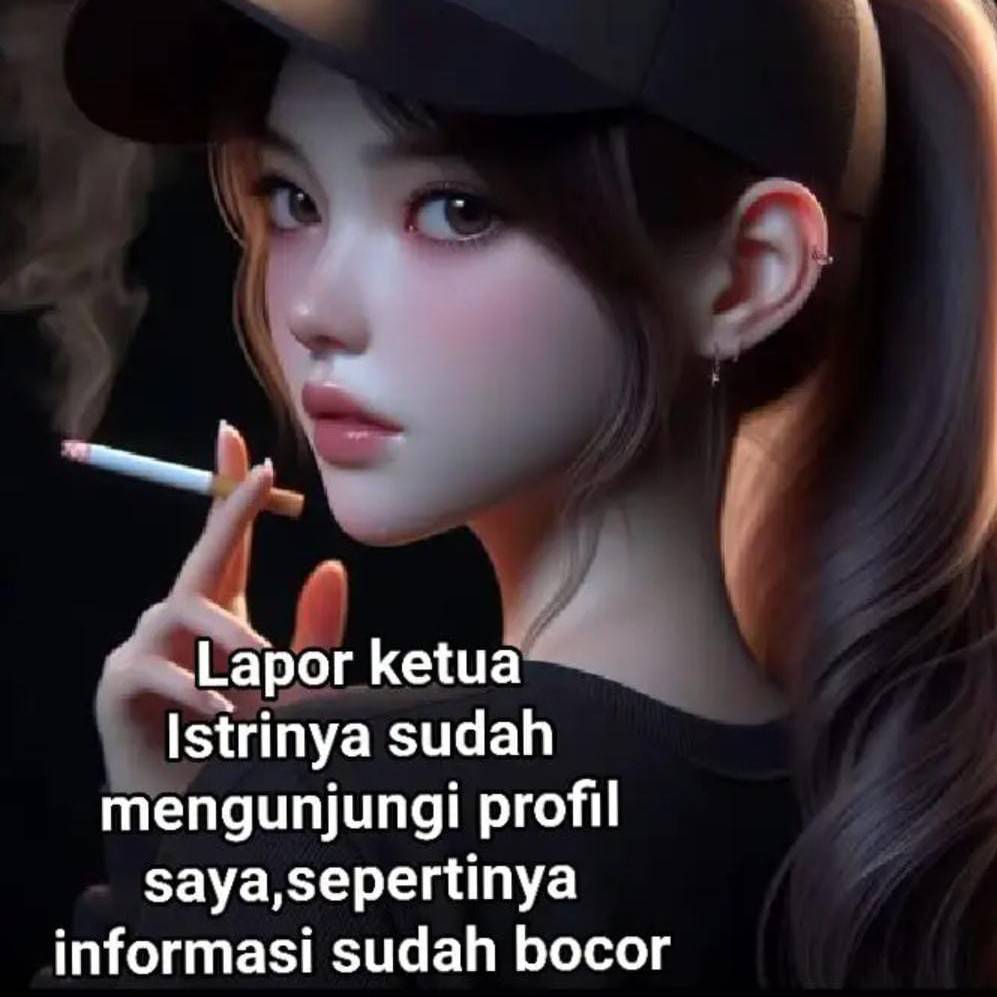 Lapor ketua
Istrinya sudah
mengunjungi profil
saya,sepertinya
informasi sudah bocor